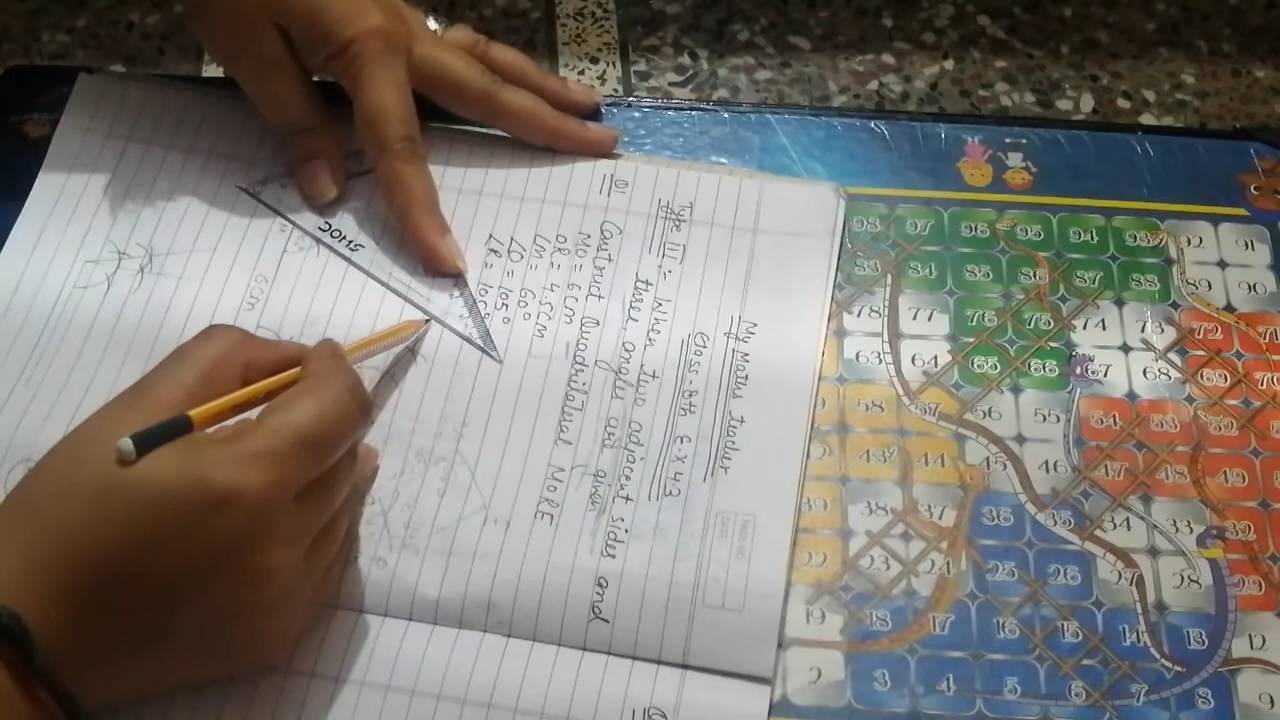 My Maths teacher
Class-8th Ex 4.3
Type III:- When two adjacent sides and
three angles are given
Q1 Construct Quadrilateral MORE
MO = 6cm
OR = 4.5cm
∠M = 60°
∠O = 105°
∠R = 105°
6cm
PAGE NO.
DATE
98 97 96 95 94 93 92 91
83 84 85 86 87 88 89 90
78 77 76 75 74 73 72 71
63 64 65 66 67 68 69 70
58 57 56 55 54 53 52
43 44 45 46 47 48 49
39 38 37 36 35 34 33 32
22 23 24 25 26 27 28 29
19 18 17 16 15 14 13 12
2 3 4 5 6 7 8 9